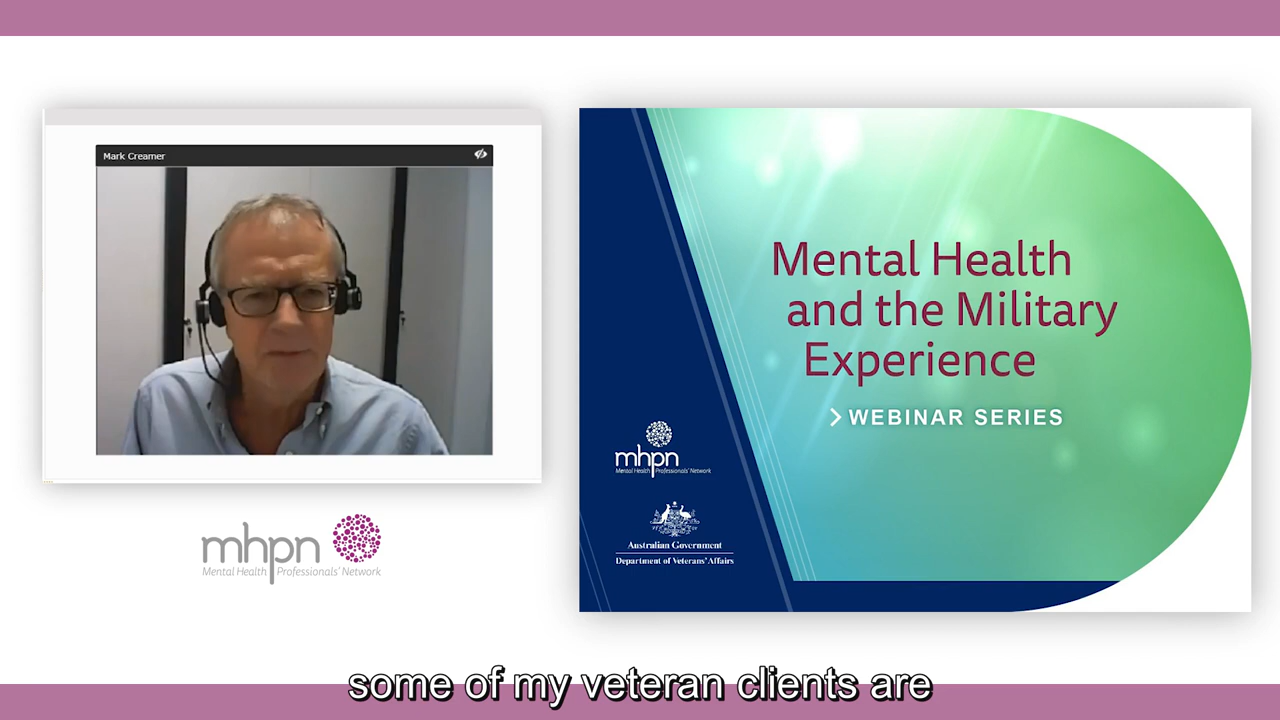 Mark Creamer
Mental Health
and the Military
Experience
WEBINAR SERIES
mhpn
Mental Health Professionals' Network
Australian Government
Department of Veterans' Affairs
mhpn
Mental Health Professionals' Network
some of my veteran clients are